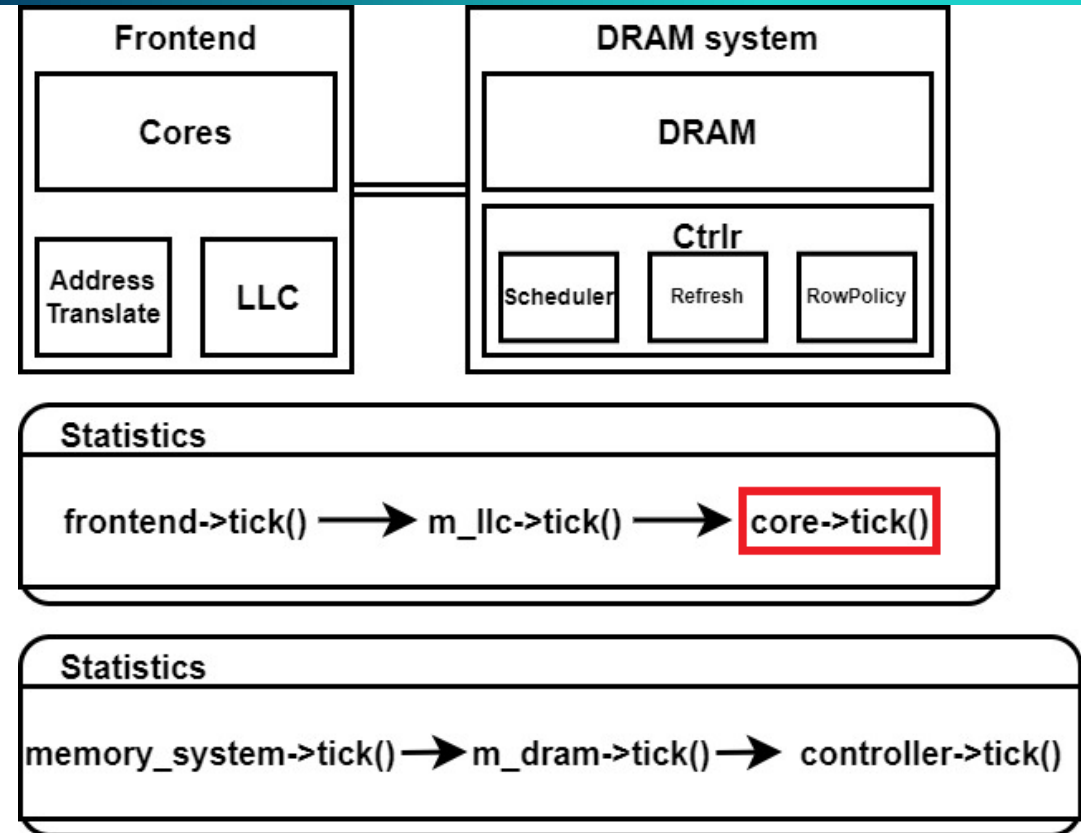 Frontend
Cores
Address
Translate
LLC
DRAM system
DRAM
Ctrlr
Scheduler
Refresh
RowPolicy
Statistics
frontend->tick()
m_llc->tick()
core->tick()
Statistics
memory_system->tick()
m_dram->tick()
controller->tick()